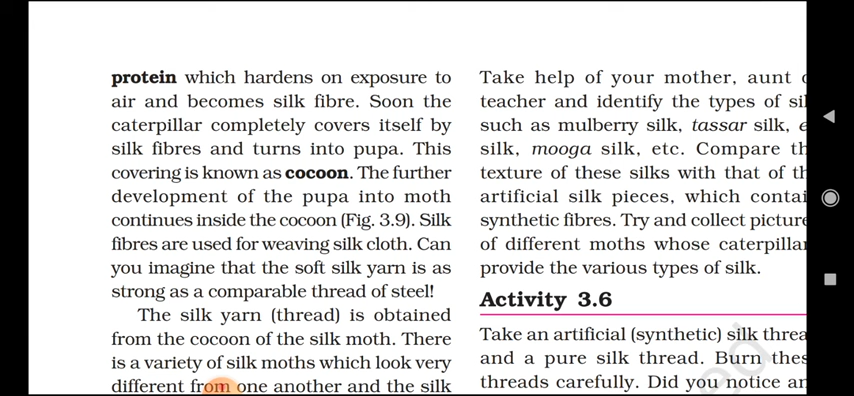 protein which hardens on exposure to
air and becomes silk fibre. Soon the
caterpillar completely covers itself by
silk fibres and turns into pupa. This
covering is known as cocoon. The further
development of the pupa into moth
continues inside the cocoon (Fig. 3.9). Silk
fibres are used for weaving silk cloth. Can
you imagine that the soft silk yarn is as
strong as a comparable thread of steel!
The silk yarn (thread) is obtained
from the cocoon of the silk moth. There
is a variety of silk moths which look very
different from one another and the silk
Take help of your mother, aunt
teacher and identify the types of
such as mulberry silk, tassar silk,
silk, mooga silk, etc. Compare
texture of these silks with that of
artificial silk pieces, which
synthetic fibres. Try and collect
of different moths whose
provide the various types of silk.
Activity 3.6
Take an artificial (synthetic) silk
and a pure silk thread. Burn
threads carefully. Did you notice